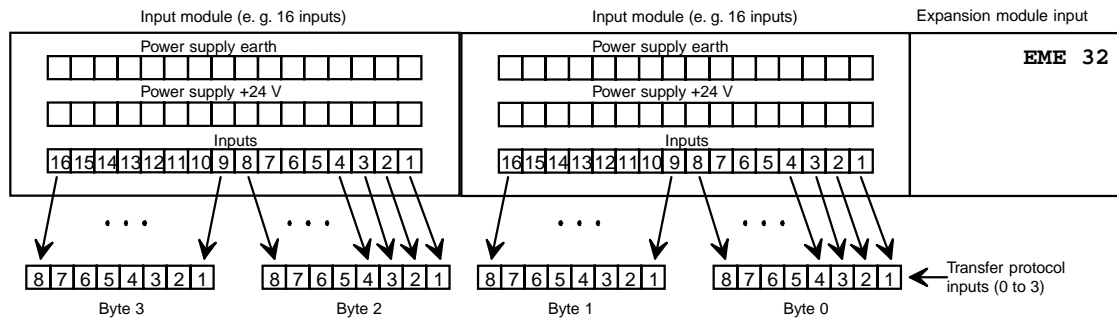 Input module (e. g. 16 inputs) Input module (e. g. 16 inputs) Expansion module input
Power supply earth Power supply earth EME 32
Power supply +24 V Power supply +24 V
Inputs Inputs
16 15 14 13 12 11 10 9 8 7 6 5 4 3 2 1 16 15 14 13 12 11 10 9 8 7 6 5 4 3 2 1
8 7 6 5 4 3 2 1 8 7 6 5 4 3 2 1 8 7 6 5 4 3 2 1 8 7 6 5 4 3 2 1 Transfer protocol
inputs (0 to 3)
Byte 3 Byte 2 Byte 1 Byte 0